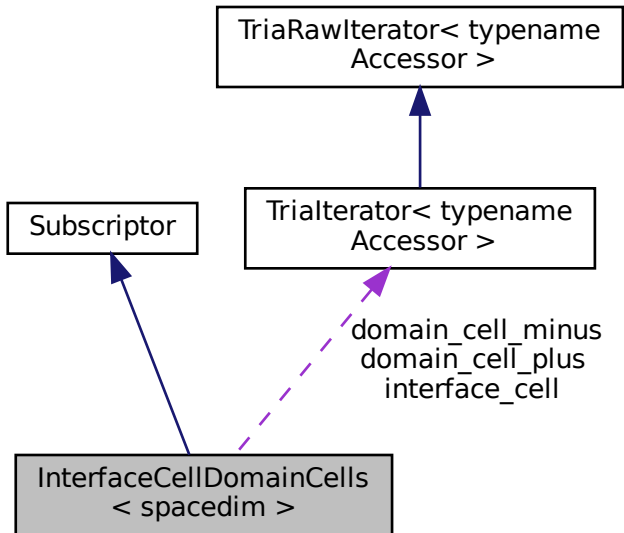 TriaRawIterator< typename
Accessor >
TriaIterator< typename
Accessor >
Subscriptor
domain_cell_minus
domain_cell_plus
interface_cell
InterfaceCellDomainCells
< spacedim >